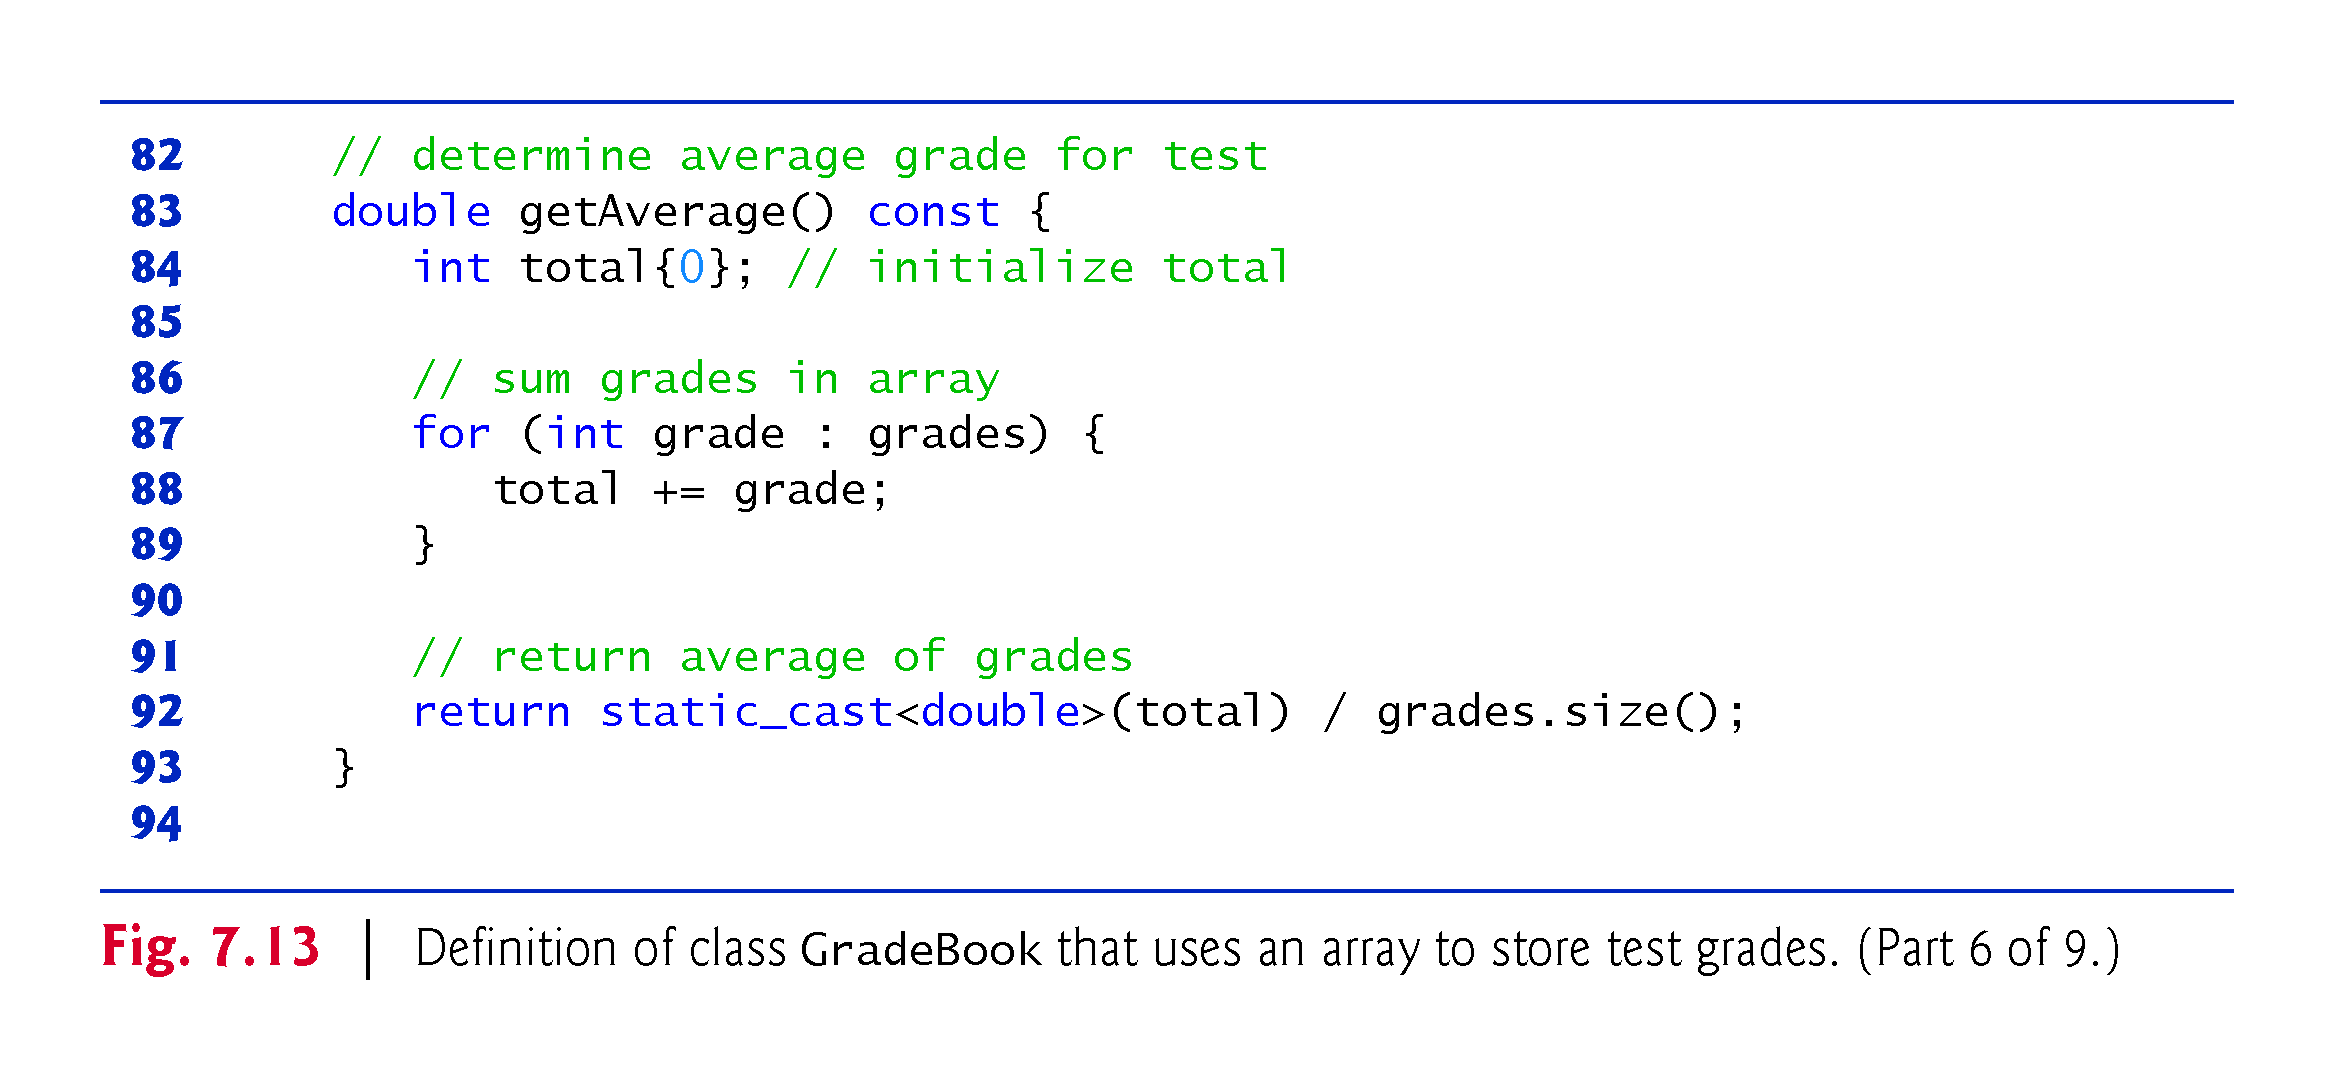 82 // determine average grade for test
83 double getAverage() const {
84 int total{0}; // initialize total
85
86 // sum grades in array
87 for (int grade : grades) {
88 total += grade;
89 }
90
91 // return average of grades
92 return static_cast<double>(total) / grades.size();
93 }
94
Fig. 7.13 | Definition of class GradeBook that uses an array to store test grades. (Part 6 of 9.)